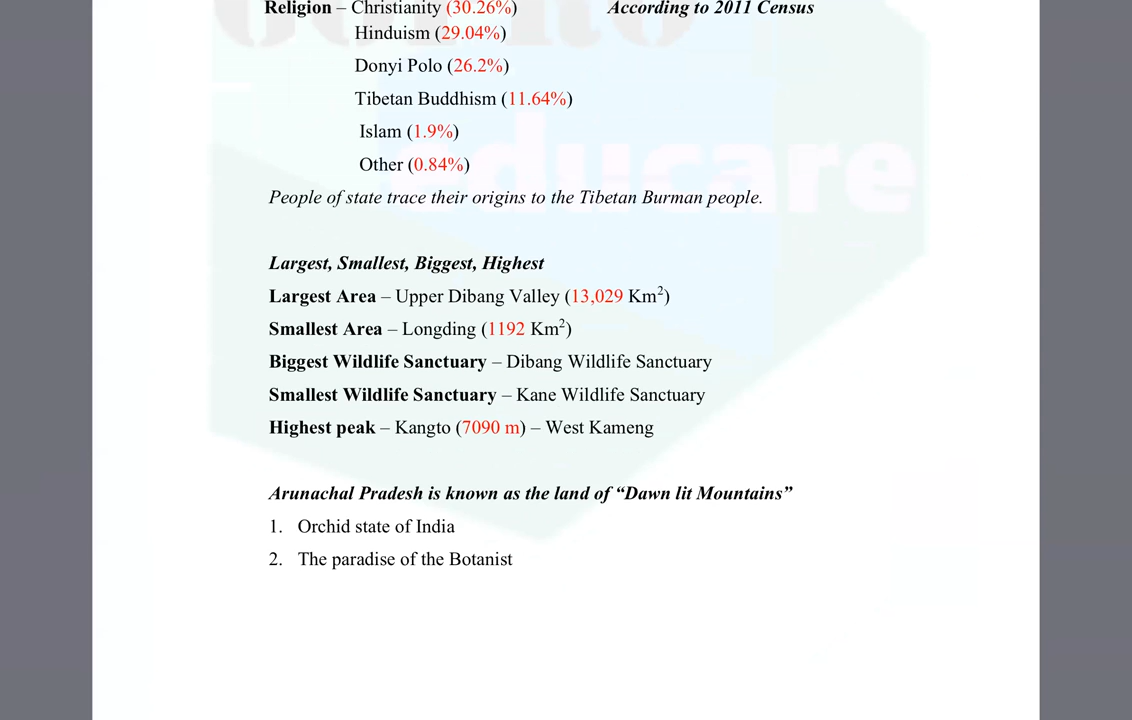 Religion – Christianity (30.26%) According to 2011 Census
Hinduism (29.04%)
Donyi Polo (26.2%)
Tibetan Buddhism (11.64%)
Islam (1.9%)
Other (0.84%)
educare
People of state trace their origins to the Tibetan Burman people.
Largest, Smallest, Biggest, Highest
Largest Area – Upper Dibang Valley (13,029 Km²)
Smallest Area – Longding (1192 Km²)
Biggest Wildlife Sanctuary – Dibang Wildlife Sanctuary
Smallest Wildlife Sanctuary – Kane Wildlife Sanctuary
Highest peak – Kangto (7090 m) – West Kameng
Arunachal Pradesh is known as the land of “Dawn lit Mountains”
1. Orchid state of India
2. The paradise of the Botanist